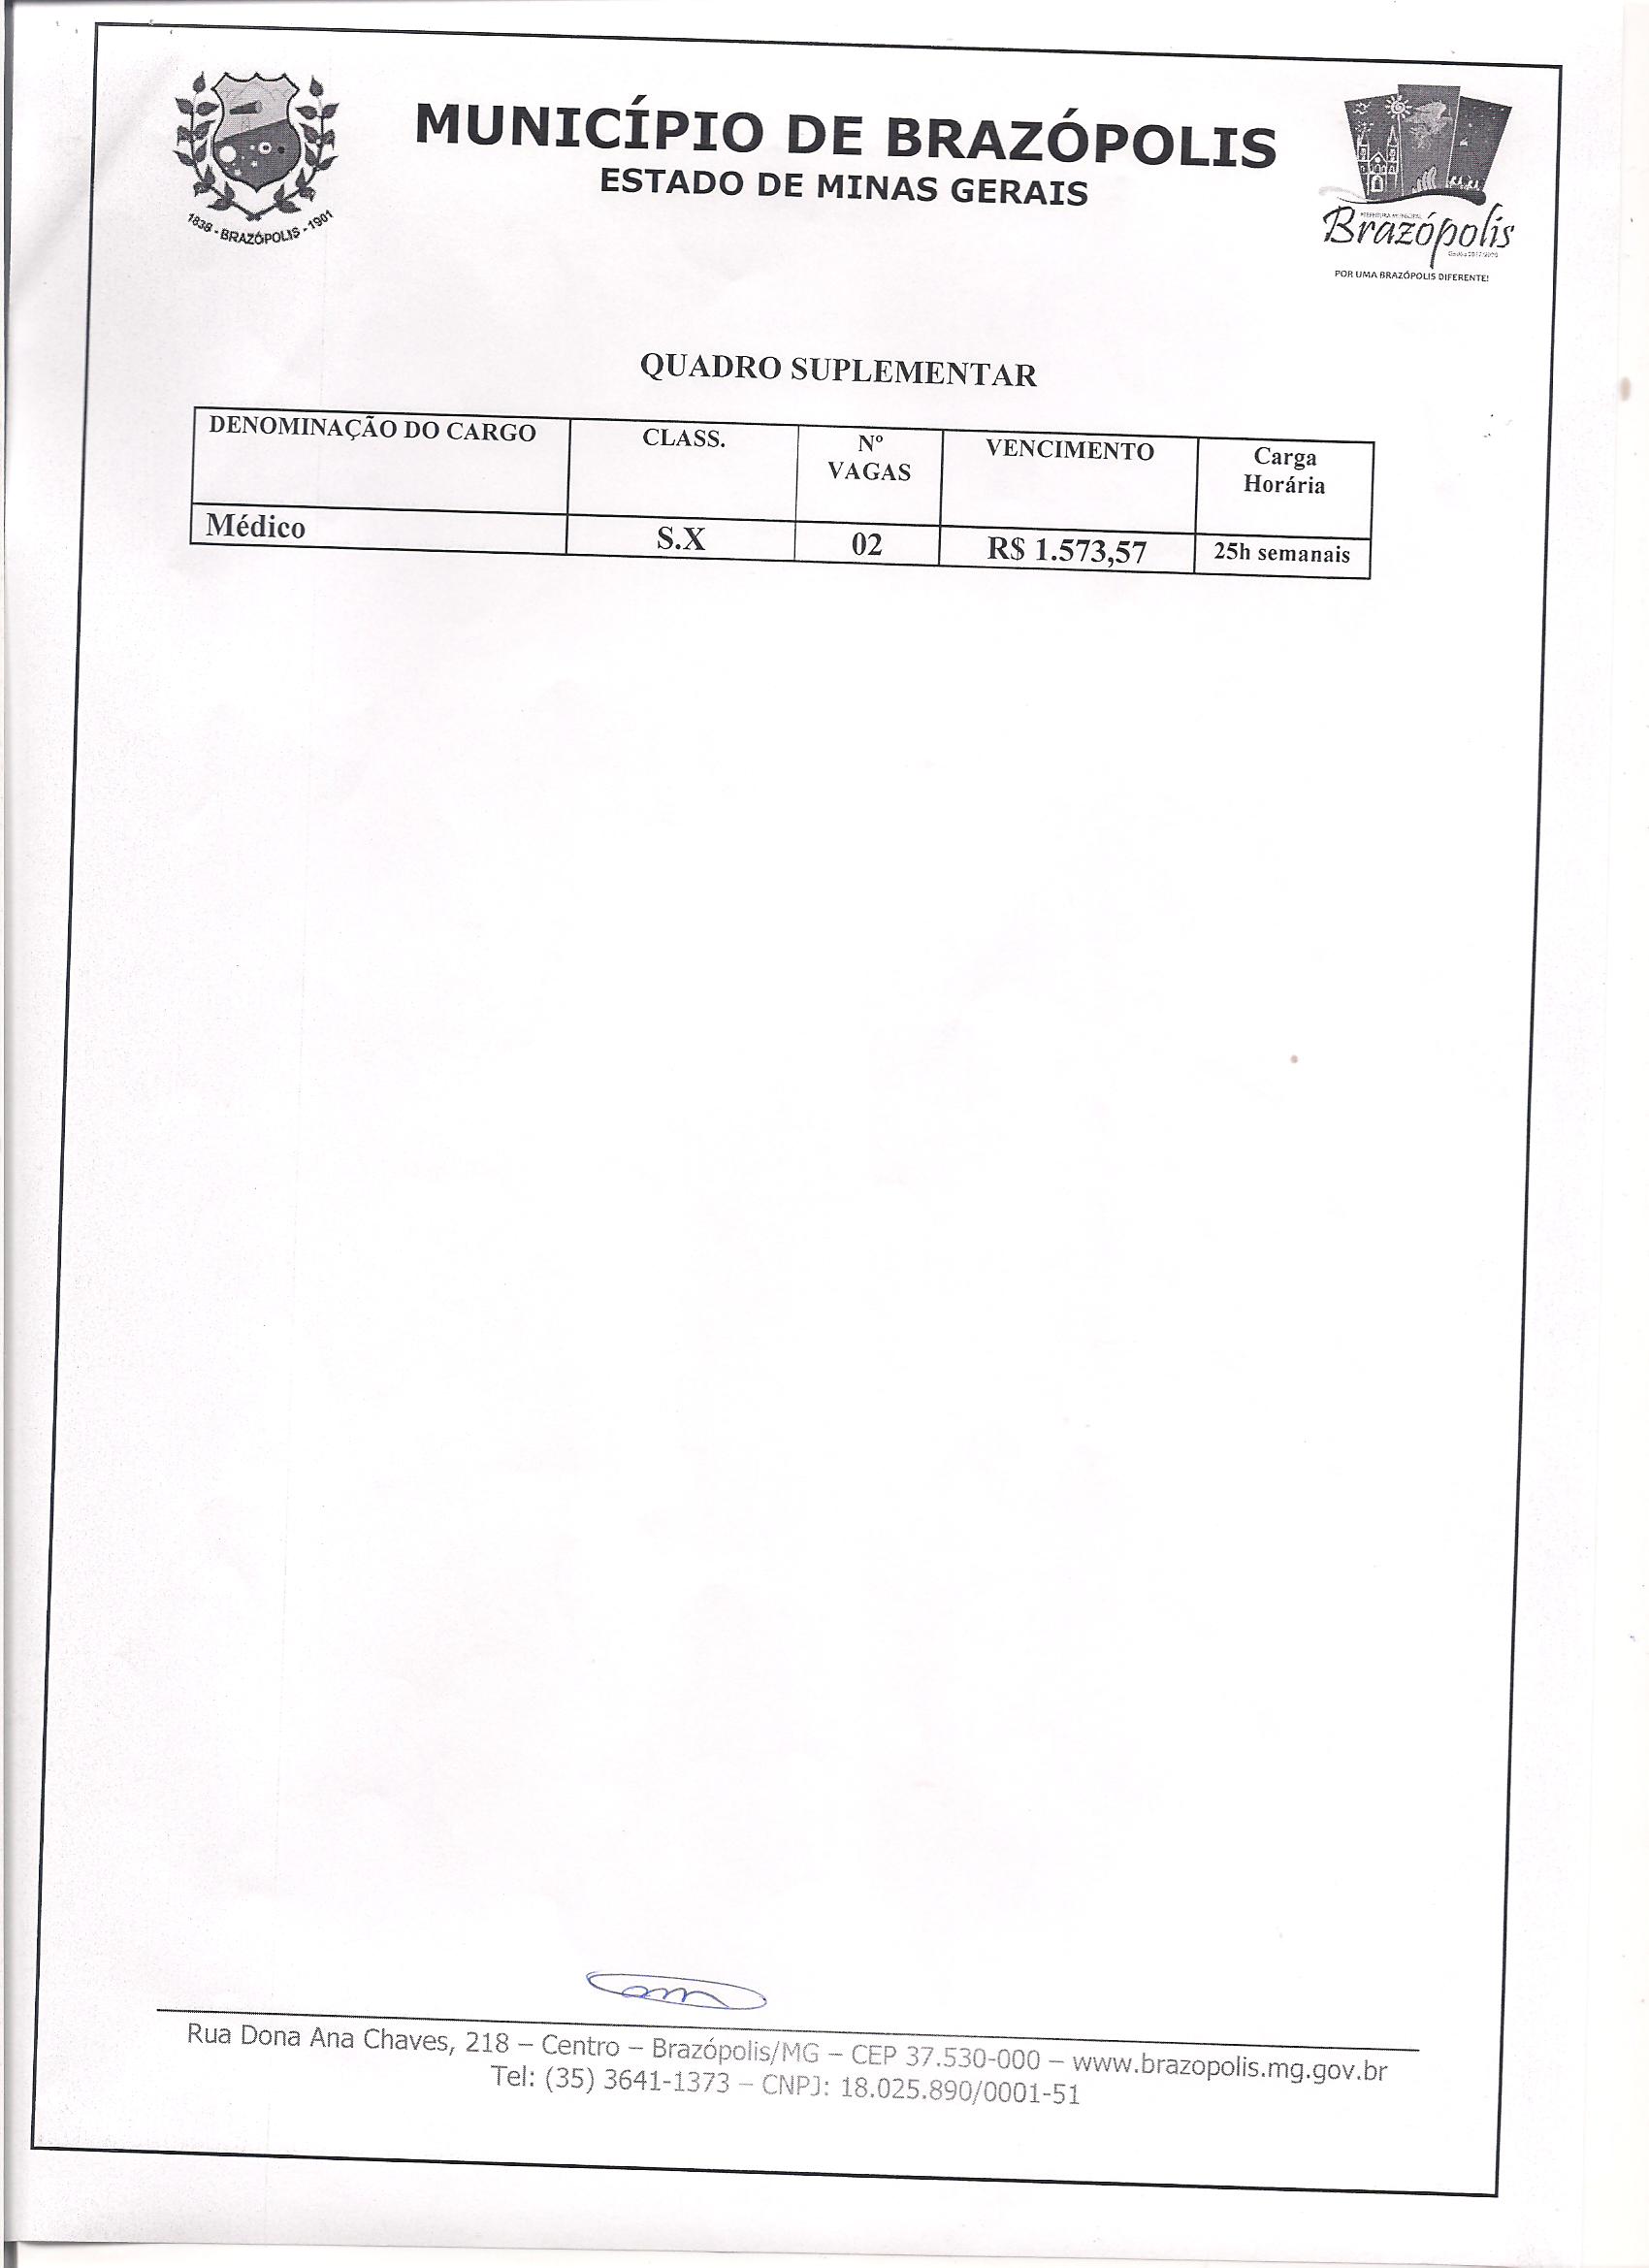 1838 - BRAZÓPOLIS - 1901
MUNICÍPIO DE BRAZÓPOLIS
ESTADO DE MINAS GERAIS
PREFEITURA MUNICIPAL
Brazópolis
POR UMA BRAZÓPOLIS DIFERENTE!
QUADRO SUPLEMENTAR
DENOMINAÇÃO DO CARGO CLASS. Nº VAGAS VENCIMENTO Carga Horária
Médico S.X 02 R$ 1.573,57 25h semanais
Rua Dona Ana Chaves, 218 – Centro – Brazópolis/MG – CEP 37.530-000 – www.brazopolis.mg.gov.br
Tel: (35) 3641-1373 – CNPJ: 18.025.890/0001-51